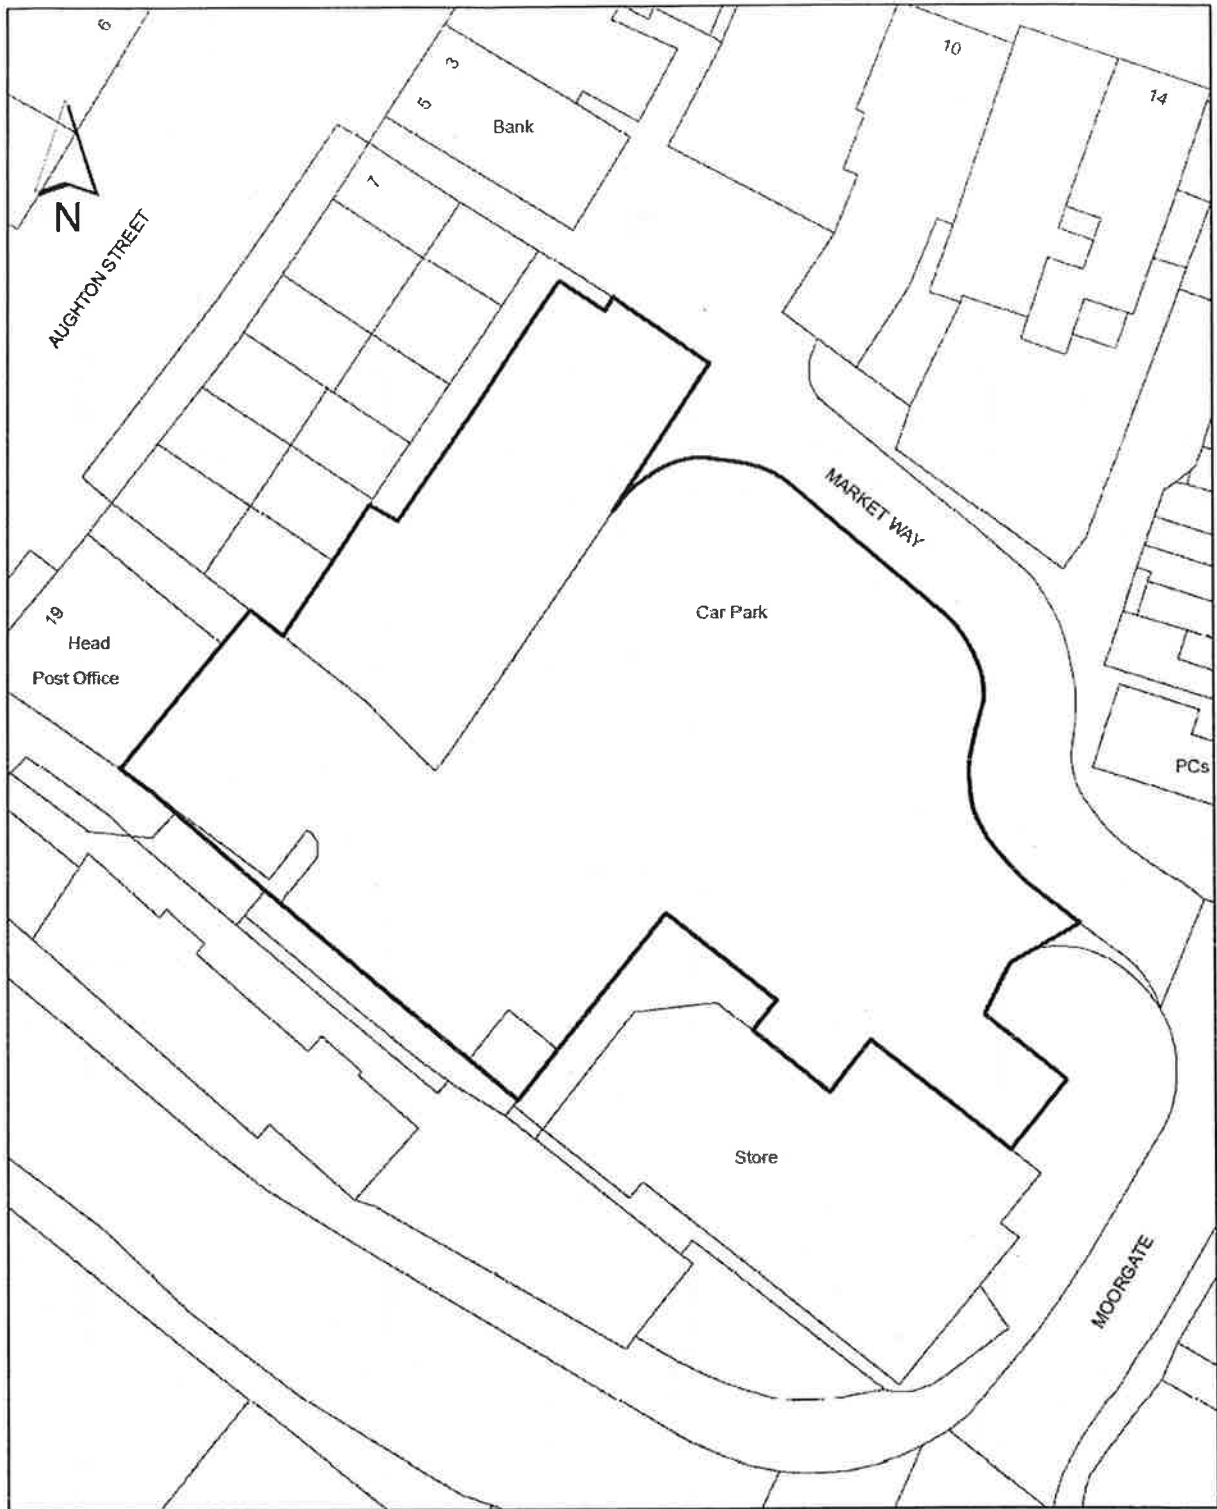 6
3
5
Bank
10
14
7
N
AUGHTON STREET
MARKET WAY
Car Park
19
Head
Post Office
PCs
Store
MOORGATE